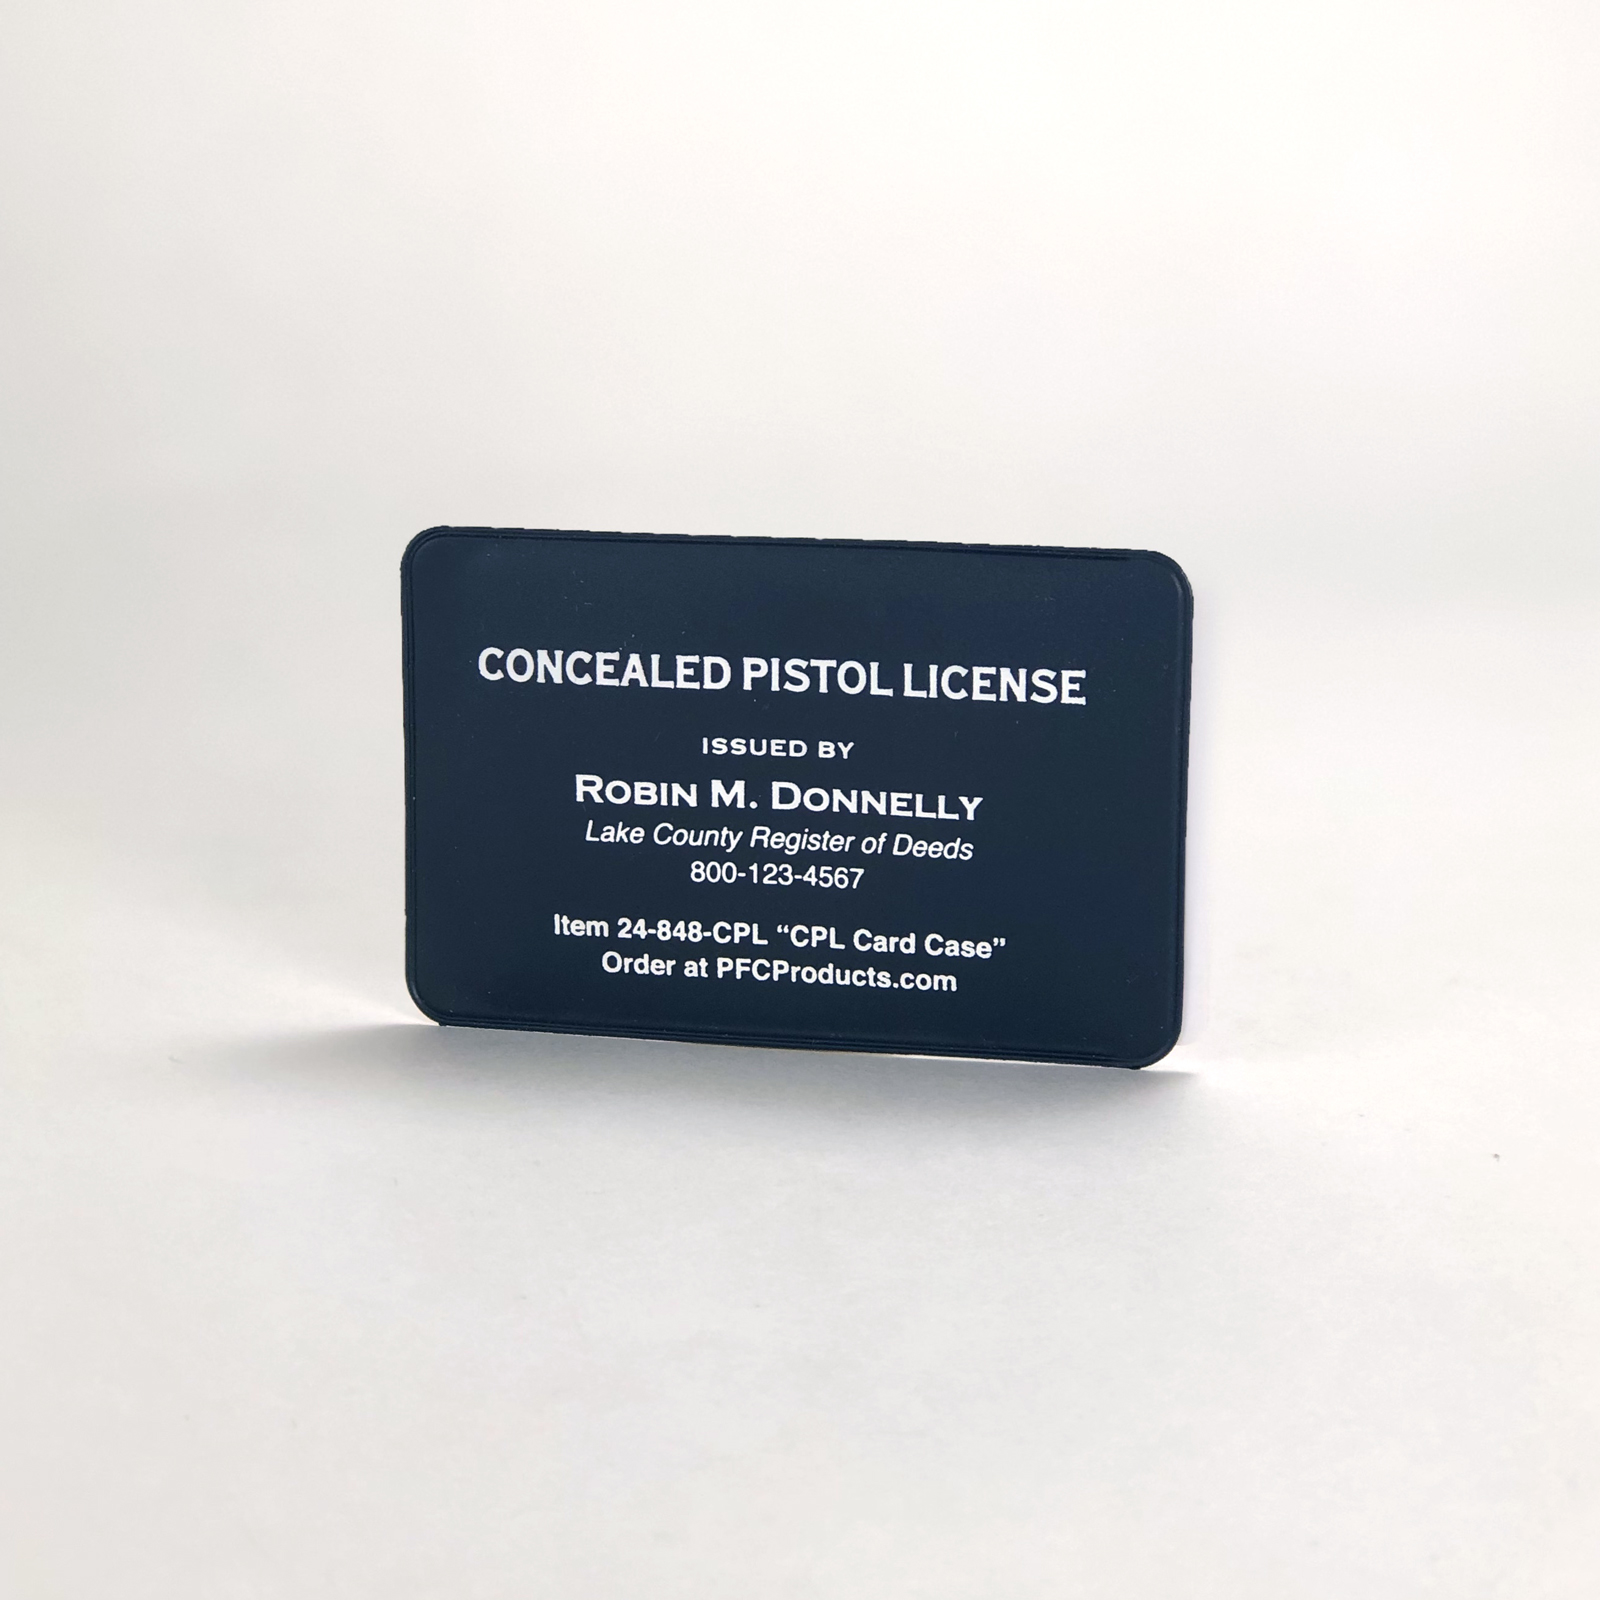 CONCEALED PISTOL LICENSE
ISSUED BY
ROBIN M. DONNELLY
Lake County Register of Deeds
800-123-4567
Item 24-848-CPL “CPL Card Case”
Order at PFCProducts.com